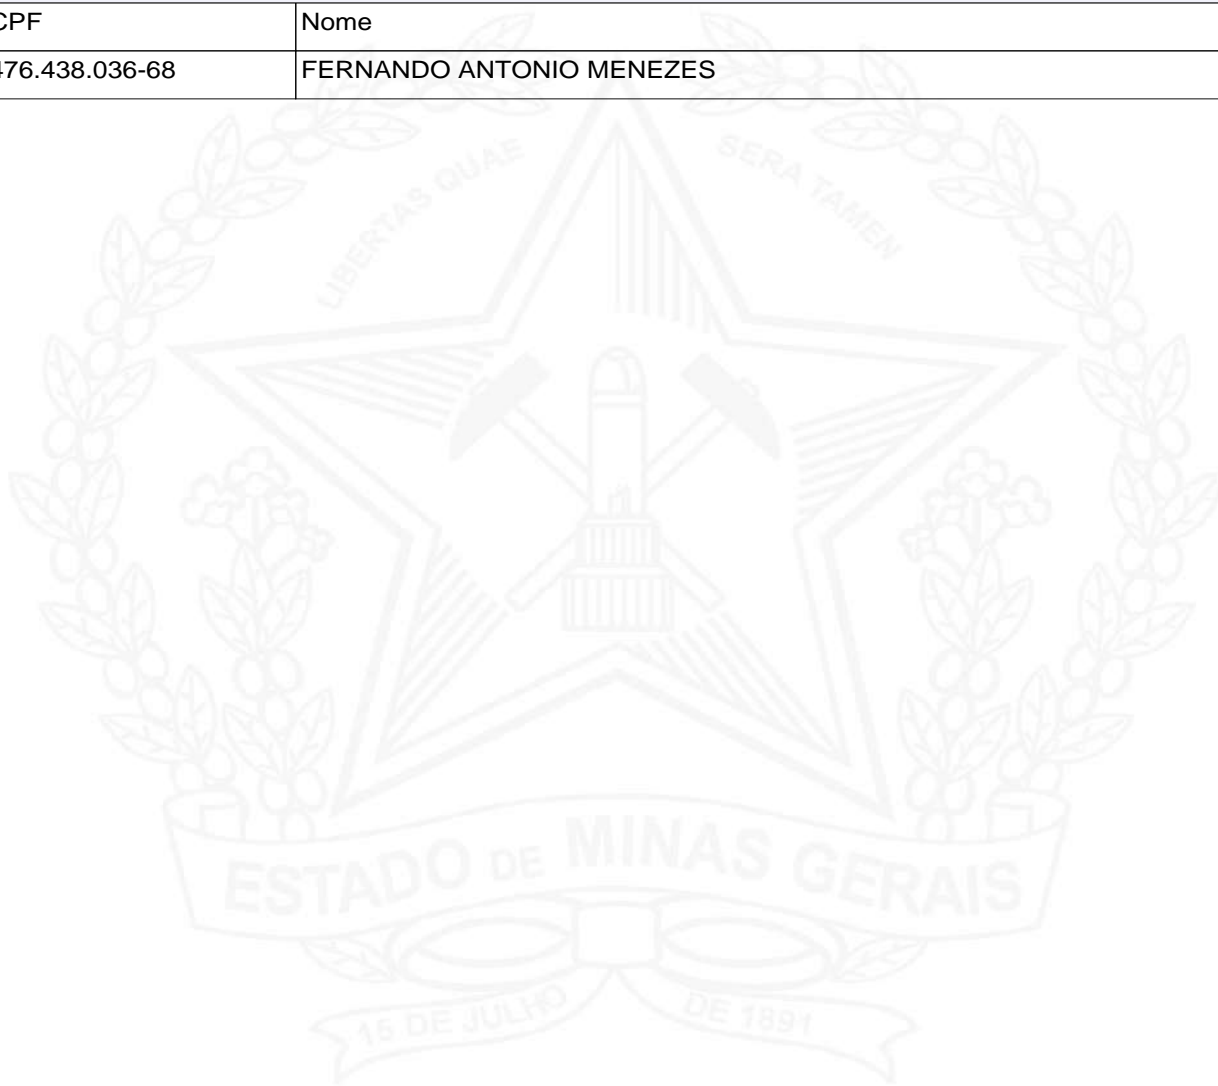 CPF Nome
476.438.036-68 FERNANDO ANTONIO MENEZES
LIBERTAS QUAE SERA TAMEN
ESTADO DE MINAS GERAIS
15 DE JULHO DE 1891